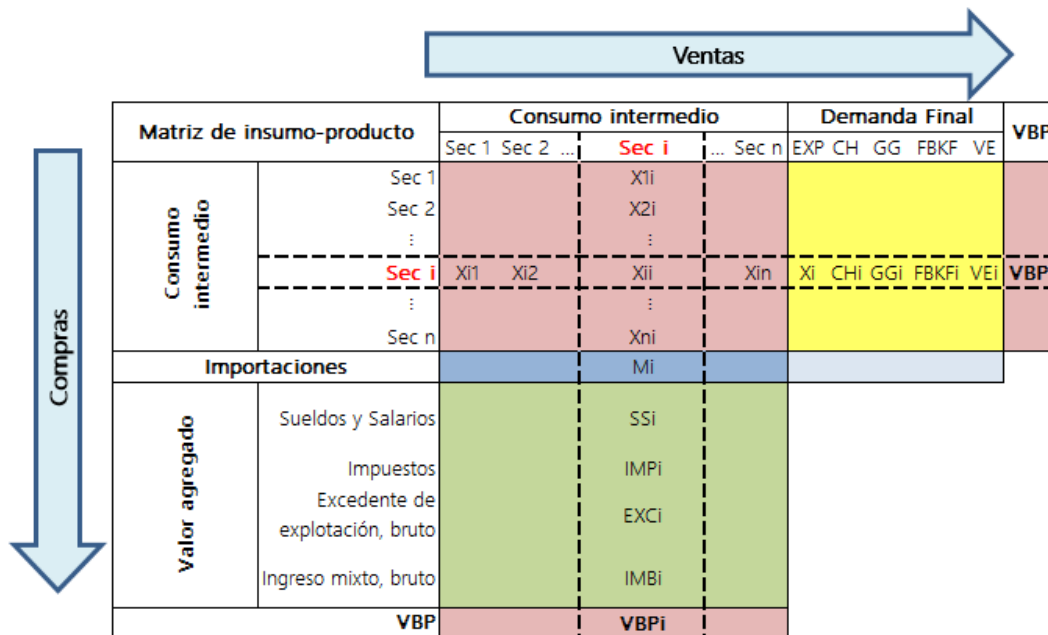 Ventas
Matriz de insumo-producto Consumo intermedio Demanda Final VBP
Sec 1 Sec 2 ... Sec i ... Sec n EXP CH GG FBKF VE
Compras
Consumo intermedio
Sec 1 X1i
Sec 2 X2i
⋮ ⋮
Sec i Xi1 Xi2 Xii Xin Xi CHi GGi FBKFi VEi VBP
⋮ ⋮
Sec n Xni
Importaciones Mi
Valor agregado
Sueldos y Salarios SSi
Impuestos IMPi
Excedente de
explotación, bruto EXCi
Ingreso mixto, bruto IMBi
VBP VBPi